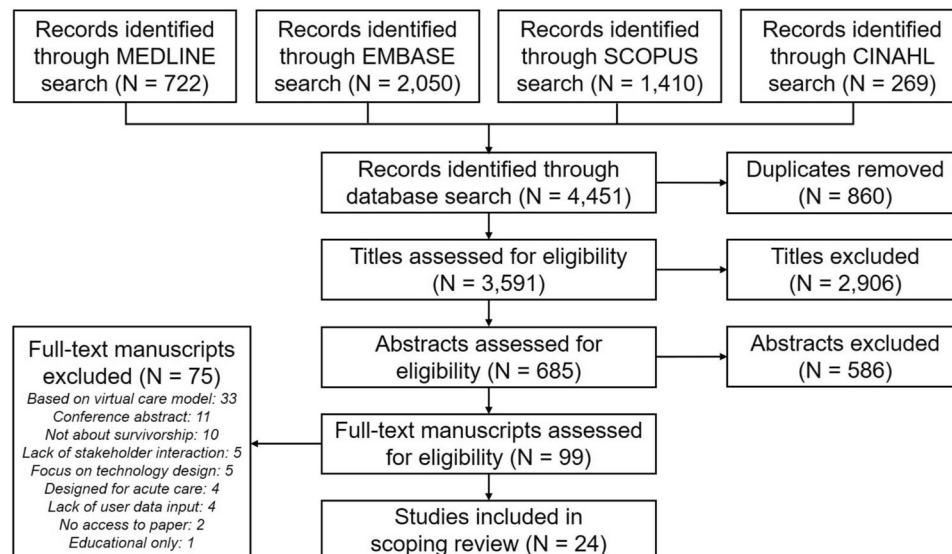 Records identified
through MEDLINE
search (N = 722)
Records identified
through EMBASE
search (N = 2,050)
Records identified
through SCOPUS
search (N = 1,410)
Records identified
through CINAHL
search (N = 269)
Records identified through
database search (N = 4,451)
Duplicates removed
(N = 860)
Titles assessed for eligibility
(N = 3,591)
Titles excluded
(N = 2,906)
Abstracts assessed for
eligibility (N = 685)
Abstracts excluded
(N = 586)
Full-text manuscripts
excluded (N = 75)
Based on virtual care model: 33
Conference abstract: 11
Not about survivorship: 10
Lack of stakeholder interaction: 5
Focus on technology design: 5
Designed for acute care: 4
Lack of user data input: 4
No access to paper: 2
Educational only: 1
Full-text manuscripts assessed
for eligibility (N = 99)
Studies included in
scoping review (N = 24)